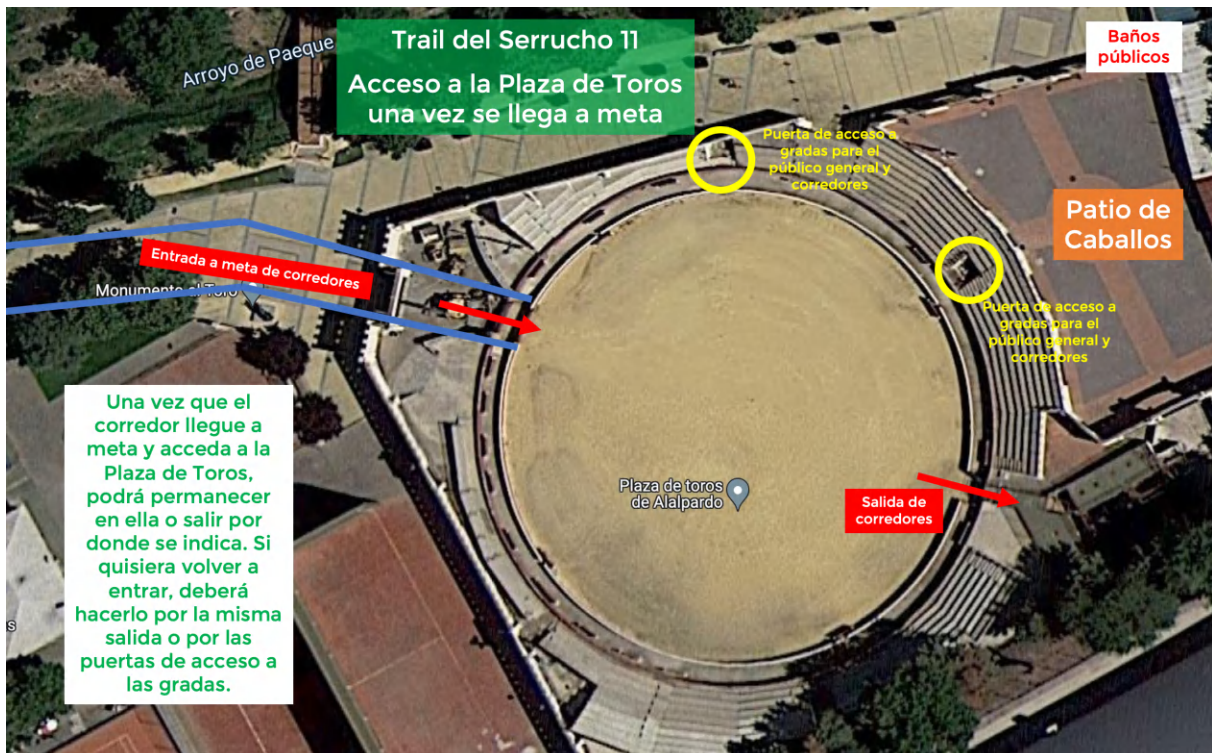 Trail del Serrucho 11
Acceso a la Plaza de Toros
una vez se llega a meta
Baños
públicos
Arroyo de Paeque
Puerta de acceso a
gradas para el
público general y
corredores
Patio de
Caballos
Entrada a meta de corredores
Monumento al Toro
Puerta de acceso a
gradas para el
público general y
corredores
Una vez que el
corredor llegue a
meta y acceda a la
Plaza de Toros,
podrá permanecer
en ella o salir por
donde se indica. Si
quisiera volver a
entrar, deberá
hacerlo por la misma
salida o por las
puertas de acceso a
las gradas.
Plaza de toros
de Alalpardo
Salida de
corredores